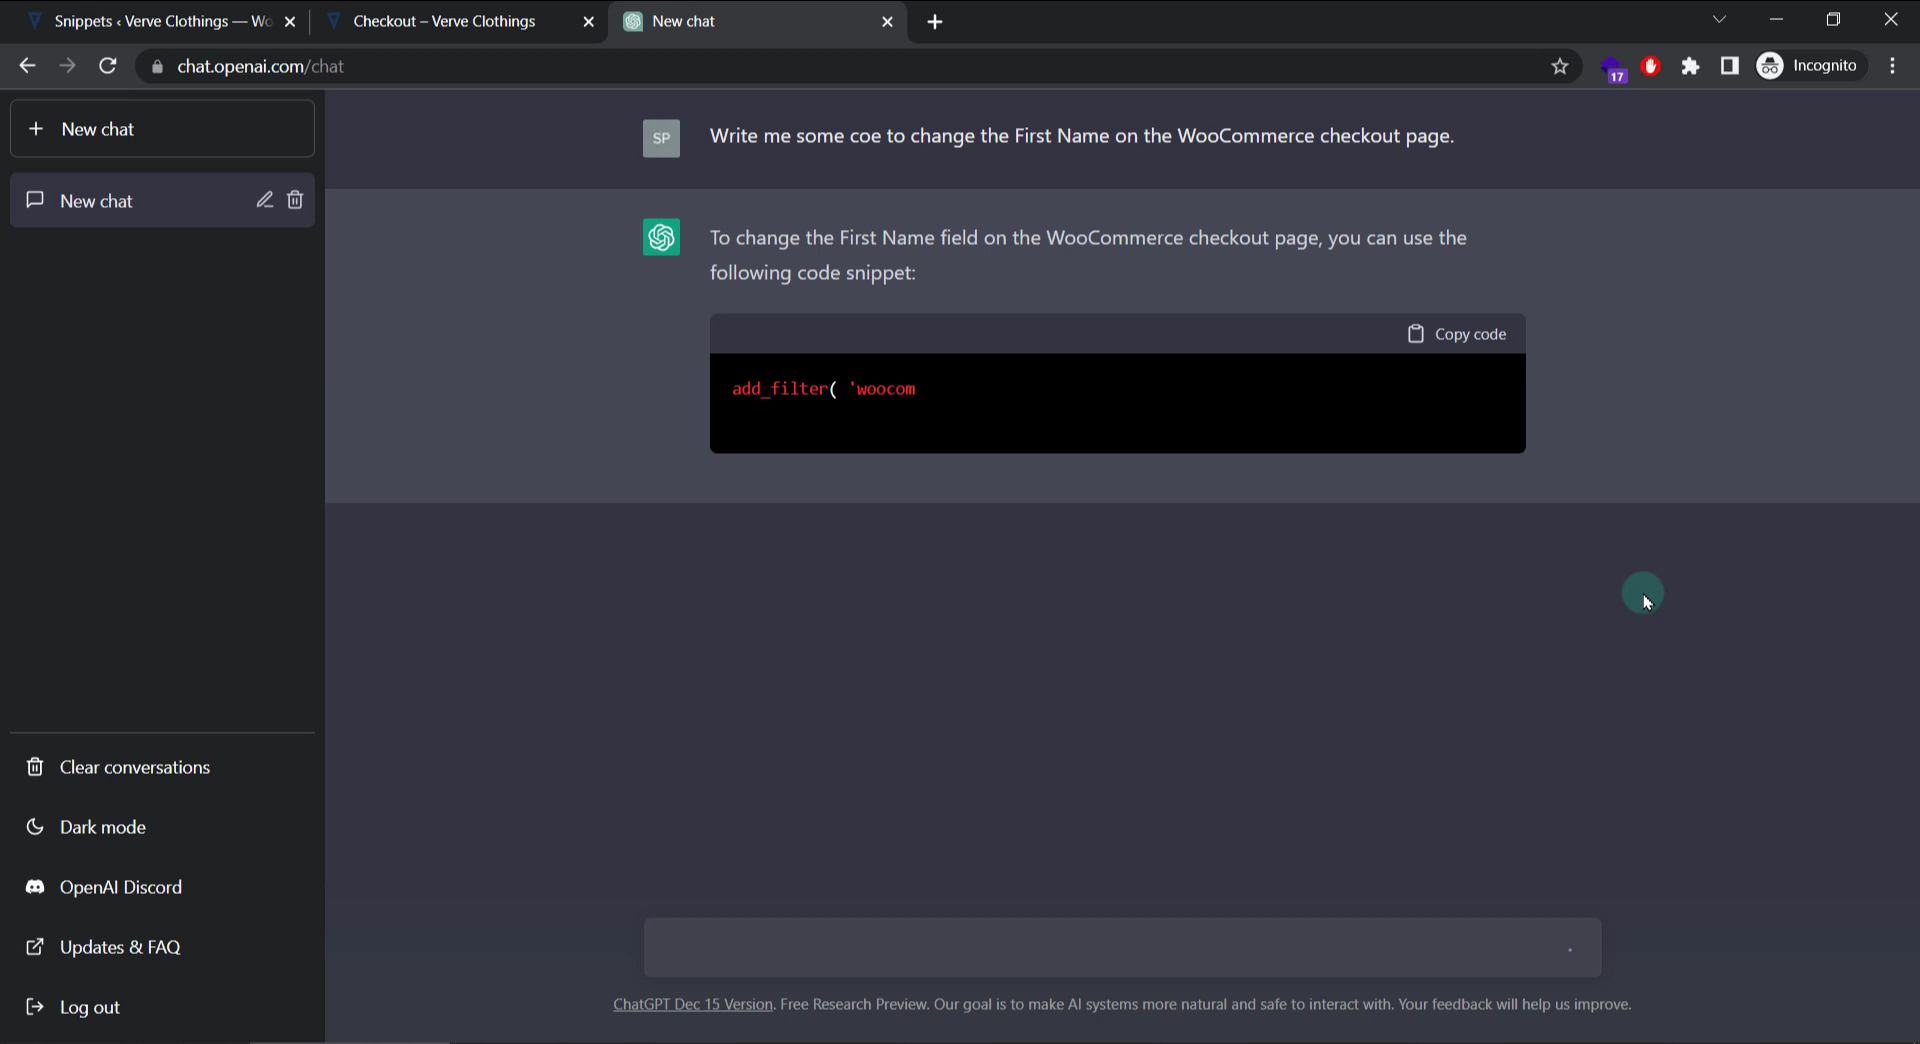 Snippets ‹ Verve Clothings — Wo
Checkout – Verve Clothings
New chat
chat.openai.com/chat
17
Incognito
New chat
New chat
Clear conversations
Dark mode
OpenAI Discord
Updates & FAQ
Log out
SP
Write me some coe to change the First Name on the WooCommerce checkout page.
To change the First Name field on the WooCommerce checkout page, you can use the
following code snippet:
Copy code
add_filter( 'woocom
ChatGPT Dec 15 Version. Free Research Preview. Our goal is to make AI systems more natural and safe to interact with. Your feedback will help us improve.